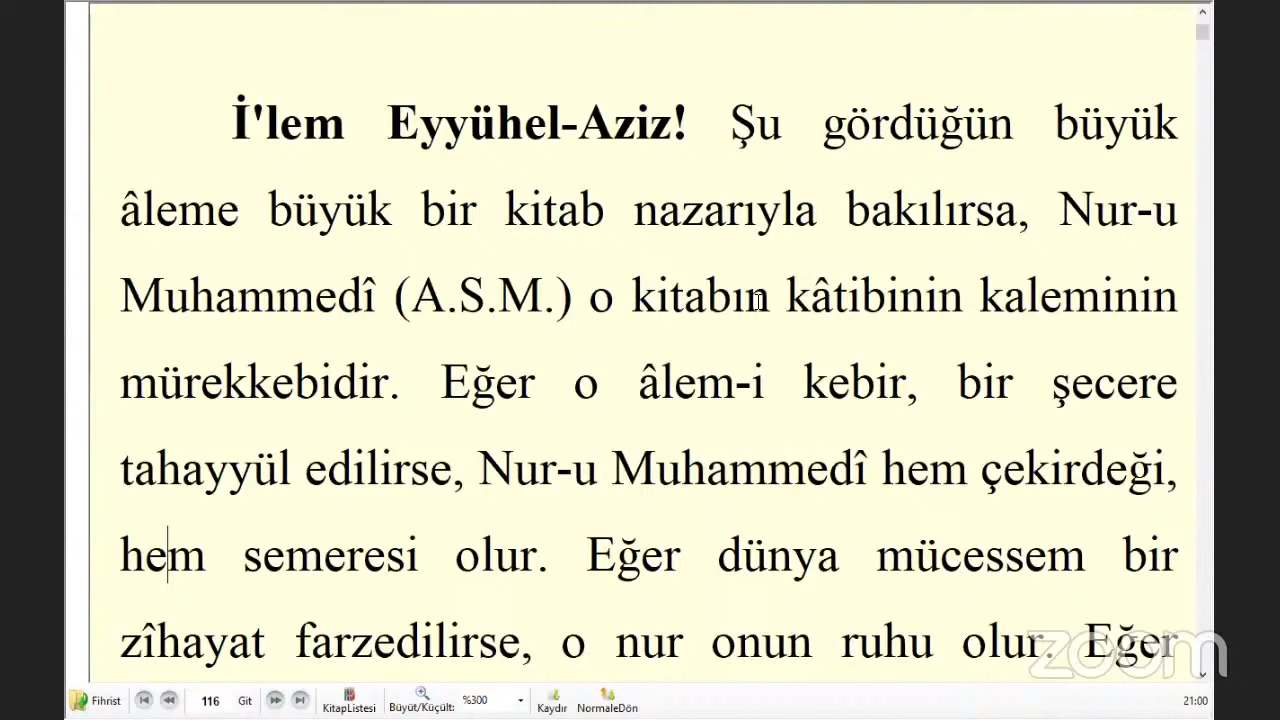 İ'lem Eyyühel-Aziz! Şu gördüğün büyük
âleme büyük bir kitab nazarıyla bakılırsa, Nur-u
Muhammedî (A.S.M.) o kitabın kâtibinin kaleminin
mürekkebidir. Eğer o âlem-i kebir, bir şecere
tahayyül edilirse, Nur-u Muhammedî hem çekirdeği,
hem semeresi olur. Eğer dünya mücessem bir
zîhayat farzedilirse, o nur onun ruhu olur. Eğer
zoom
Fihrist 116 Git KitapListesi Büyüt/Küçült: %300 Kaydır NormaleDön 21:00